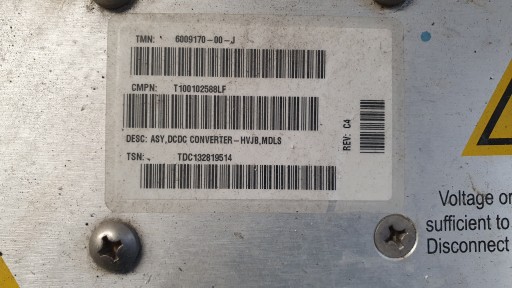 TMN: 6009170-00-J
CMPN: T100102588LF
DESC: ASY,DCDC CONVERTER-HVJB,MDLS
TSN: TDC132819514
REV: C4
Voltage or
sufficient to
Disconnect